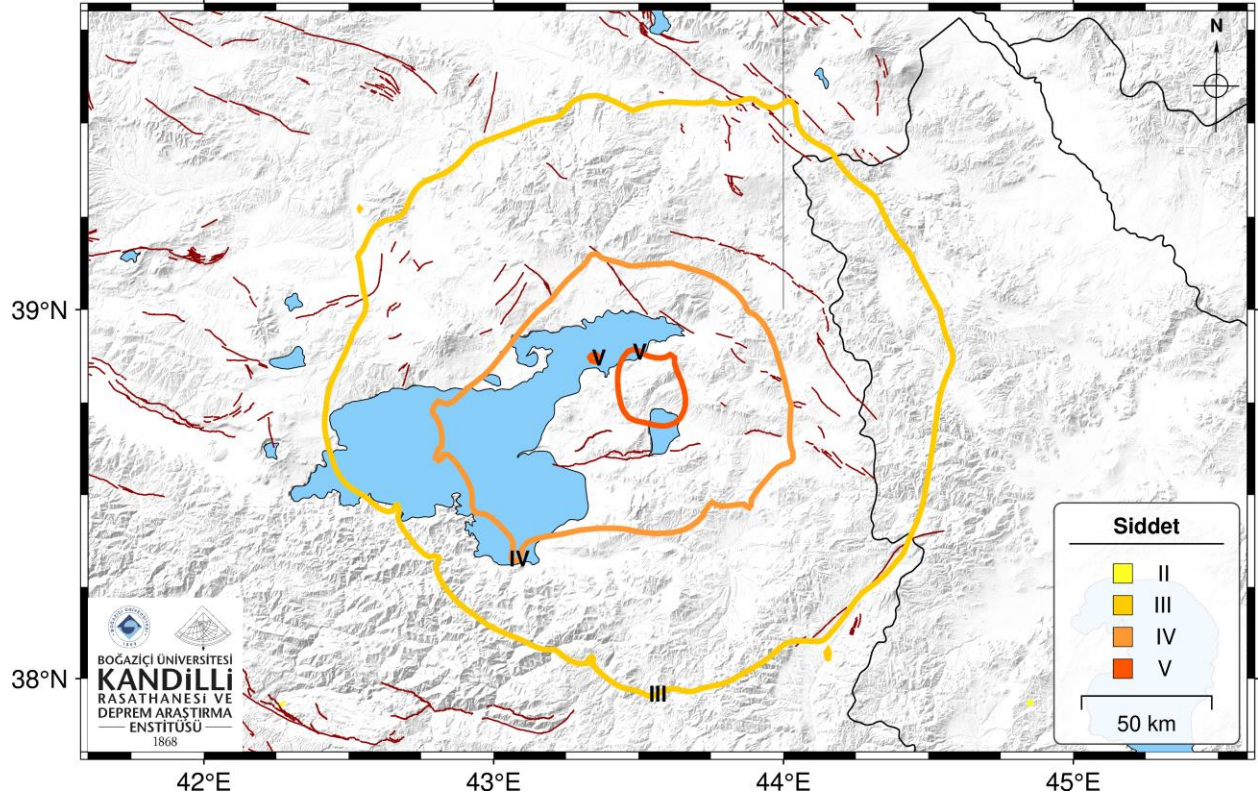 N
39°N
V
V
IV
III
38°N
42°E
43°E
44°E
45°E
Siddet
II
III
IV
V
50 km
BOĞAZİÇİ ÜNİVERSİTESİ
KANDiLLi
RASATHANESİ VE
DEPREM ARAŞTIRMA
ENSTİTÜSÜ
1868